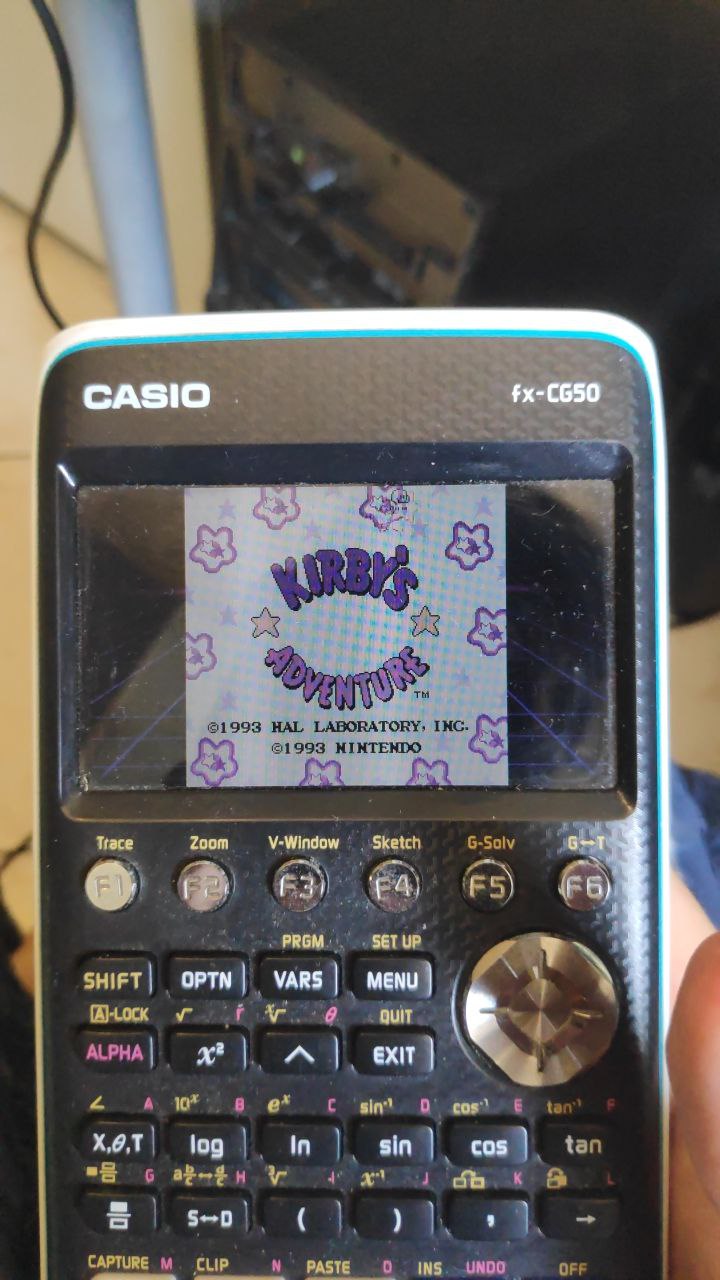 CASIO fx-CG50
KIRBY'S
ADVENTURE™
©1993 HAL LABORATORY, INC.
©1993 NINTENDO
Trace Zoom V-Window Sketch G-Solv G↔T
F1 F2 F3 F4 F5 F6
PRGM SET UP
SHIFT OPTN VARS MENU
A-LOCK √ r x√ θ QUIT
ALPHA x² ^ EXIT
∠ A 10ˣ B eˣ C sin⁻¹ D cos⁻¹ E tan⁻¹ F
X,θ,T log ln sin cos tan
G a b/c↔d/c H ³√ I x⁻¹ J K L
S↔D ( ) , →
CAPTURE M CLIP N PASTE O INS UNDO OFF